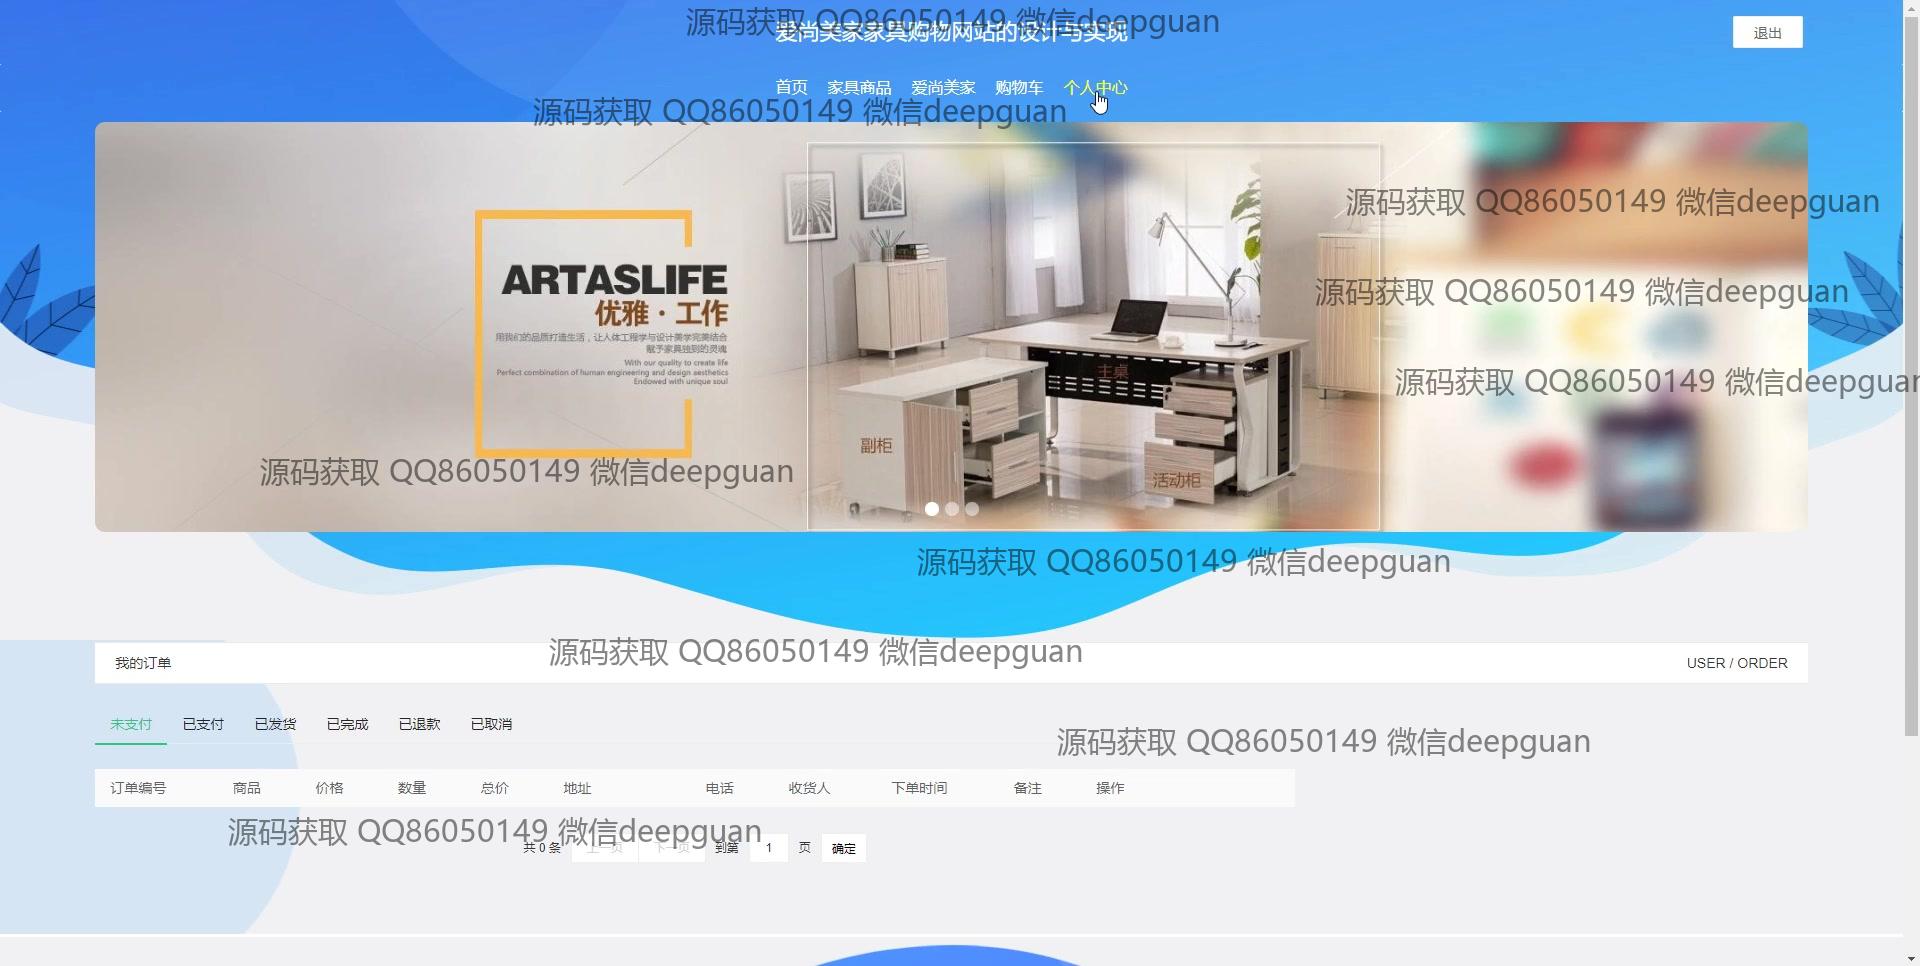 源码获取 QQ86050149 微信deepguan
爱尚美家家具购物网站的设计与实现
退出
首页 家具商品 爱尚美家 购物车 个人中心
源码获取 QQ86050149 微信deepguan
源码获取 QQ86050149 微信deepguan
ARTASLIFE
优雅·工作
用我们的品质打造生活，让人体工程学与设计美学完美结合
赋予家具独到的灵魂
With our quality to create life
Perfect combination of human engineering and design aesthetics
Endowed with unique soul
源码获取 QQ86050149 微信deepguan
主桌
源码获取 QQ86050149 微信deepguan
副柜
源码获取 QQ86050149 微信deepguan
活动柜
源码获取 QQ86050149 微信deepguan
源码获取 QQ86050149 微信deepguan
我的订单
USER / ORDER
未支付 已支付 已发货 已完成 已退款 已取消
源码获取 QQ86050149 微信deepguan
订单编号 商品 价格 数量 总价 地址 电话 收货人 下单时间 备注 操作
源码获取 QQ86050149 微信deepguan
共 0 条 上一页 下一页 到第 1 页 确定